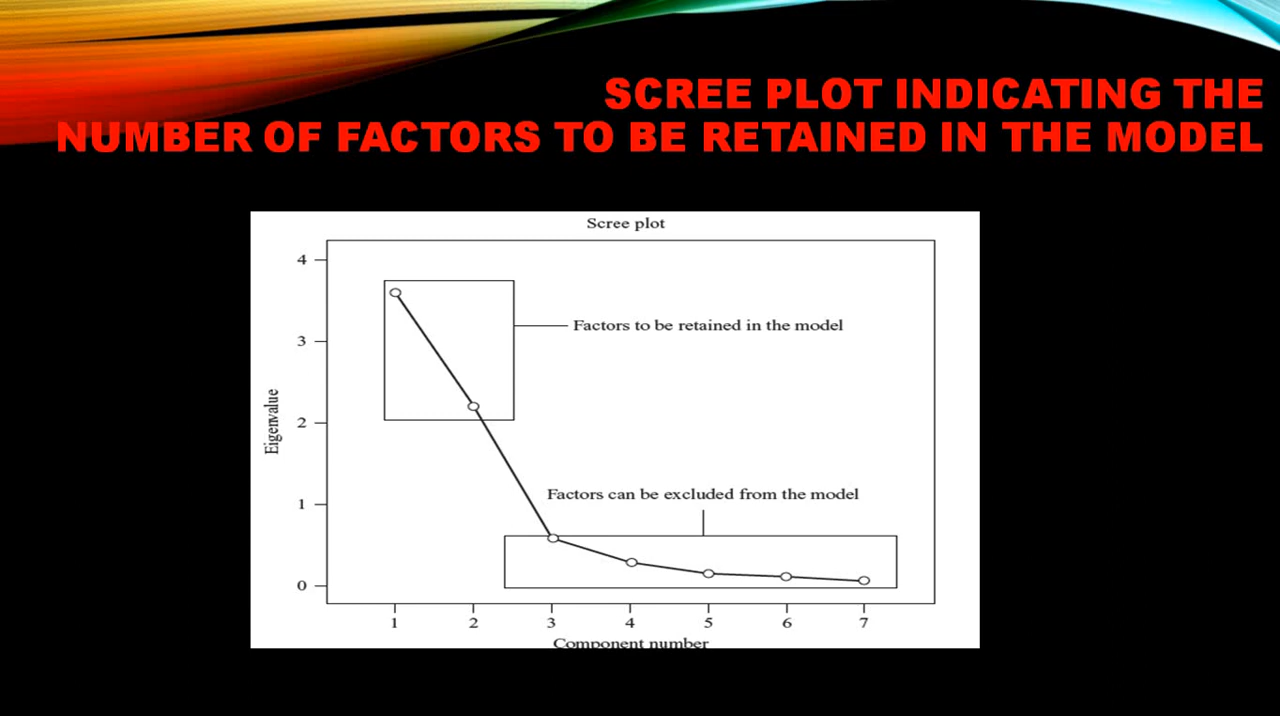 SCREE PLOT INDICATING THE
NUMBER OF FACTORS TO BE RETAINED IN THE MODEL
Scree plot
4
Factors to be retained in the model
3
Eigenvalue
2
Factors can be excluded from the model
1
0
1 2 3 4 5 6 7
Component number